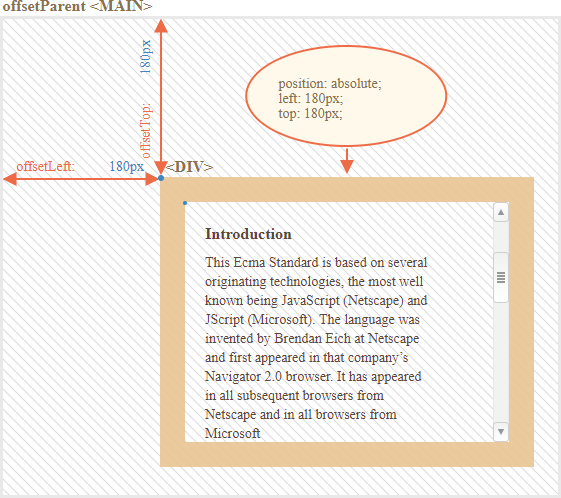 offsetParent <MAIN>
offsetTop: 180px
position: absolute;
left: 180px;
top: 180px;
offsetLeft: 180px
<DIV>
Introduction
This Ecma Standard is based on several
originating technologies, the most well
known being JavaScript (Netscape) and
JScript (Microsoft). The language was
invented by Brendan Eich at Netscape
and first appeared in that company’s
Navigator 2.0 browser. It has appeared
in all subsequent browsers from
Netscape and in all browsers from
Microsoft